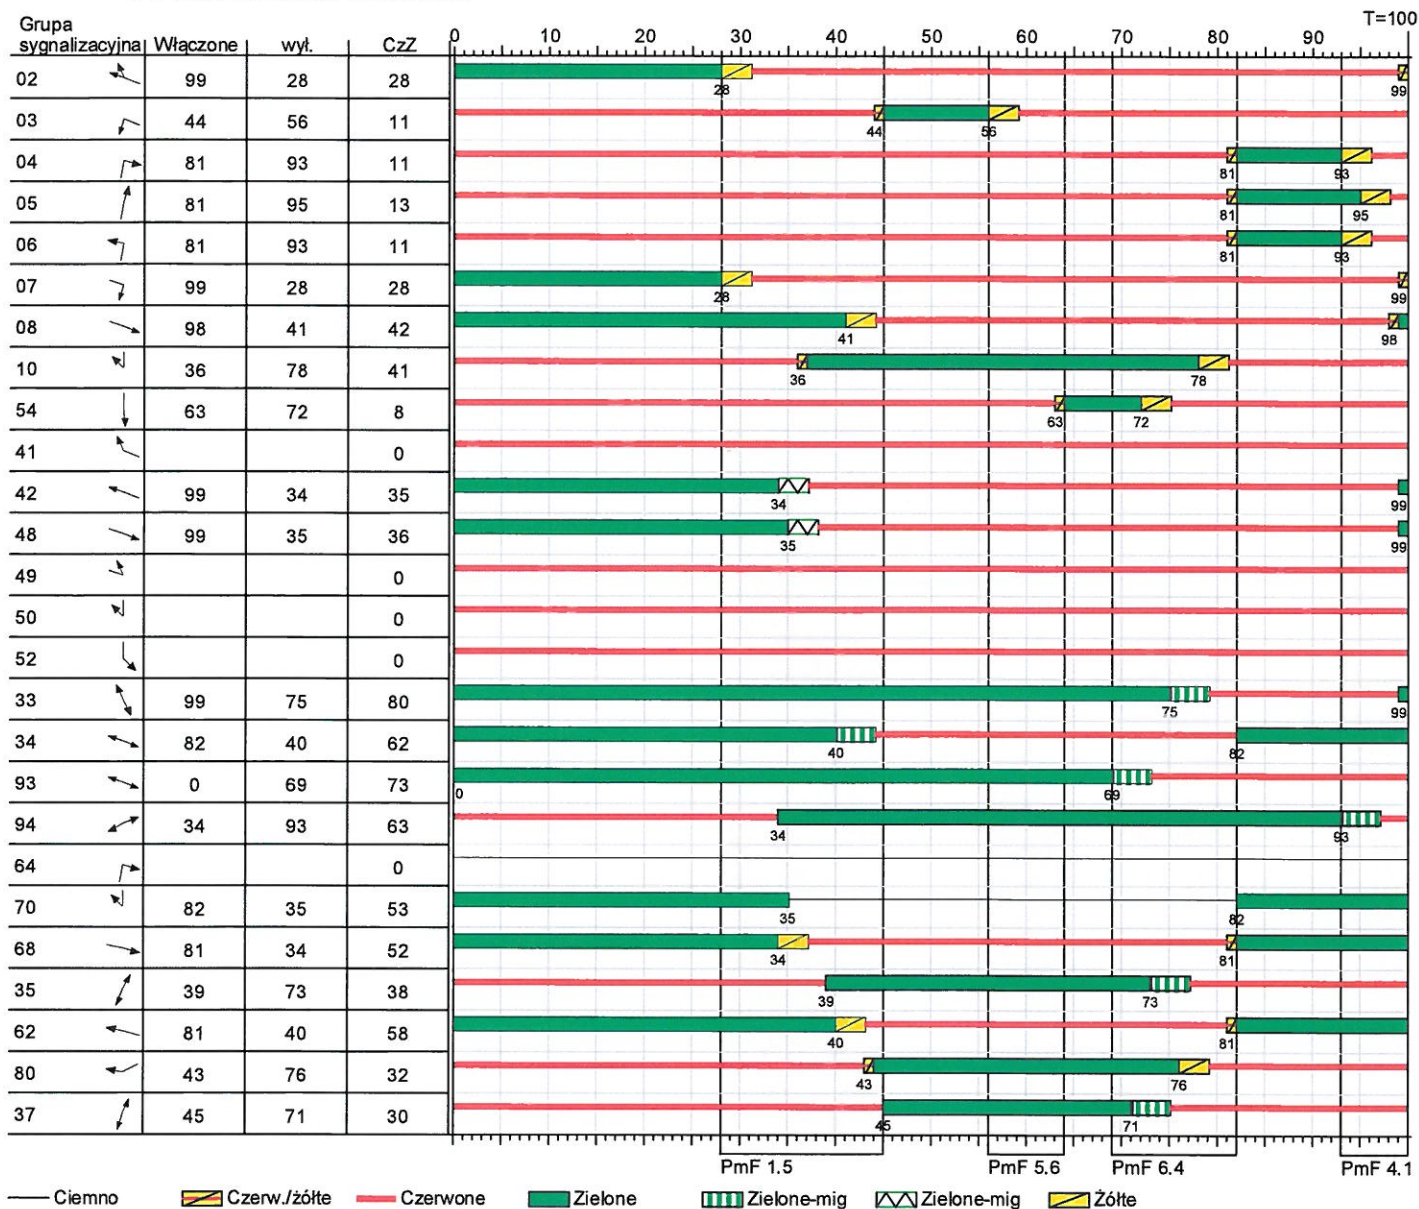 T=100
Grupa
sygnalizacyjna Włączone wył. CzZ 0 10 20 30 40 50 60 70 80 90
02 99 28 28 28 99
03 44 56 11 44 56
04 81 93 11 81 93
05 81 95 13 81 95
06 81 93 11 81 93
07 99 28 28 28 99
08 98 41 42 41 98
10 36 78 41 36 78
54 63 72 8 63 72
41 0
42 99 34 35 34 99
48 99 35 36 35 99
49 0
50 0
52 0
33 99 75 80 75 99
34 82 40 62 40 82
93 0 69 73 0 69
94 34 93 63 34 93
64 0
70 82 35 53 35 82
68 81 34 52 34 81
35 39 73 38 39 73
62 81 40 58 40 81
80 43 76 32 43 76
37 45 71 30 45 71
PmF 1.5 PmF 5.6 PmF 6.4 PmF 4.1
Ciemno Czerw./żółte Czerwone Zielone Zielone-mig Zielone-mig Żółte